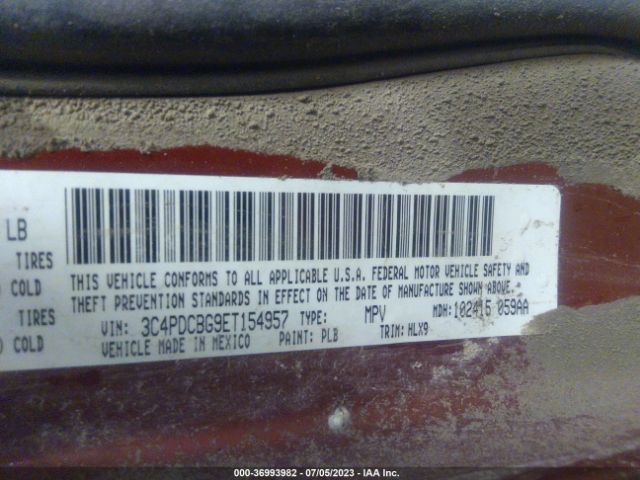 LB
TIRES
COLD
TIRES
COLD
THIS VEHICLE CONFORMS TO ALL APPLICABLE U.S.A. FEDERAL MOTOR VEHICLE SAFETY AND
THEFT PREVENTION STANDARDS IN EFFECT ON THE DATE OF MANUFACTURE SHOWN ABOVE.
VIN: 3C4PDCBG9ET154957 TYPE: MPV MDH: 102415 059AA
VEHICLE MADE IN MEXICO PAINT: PLB TRIM: HLX9
000-36993982 - 07/05/2023 - IAA Inc.